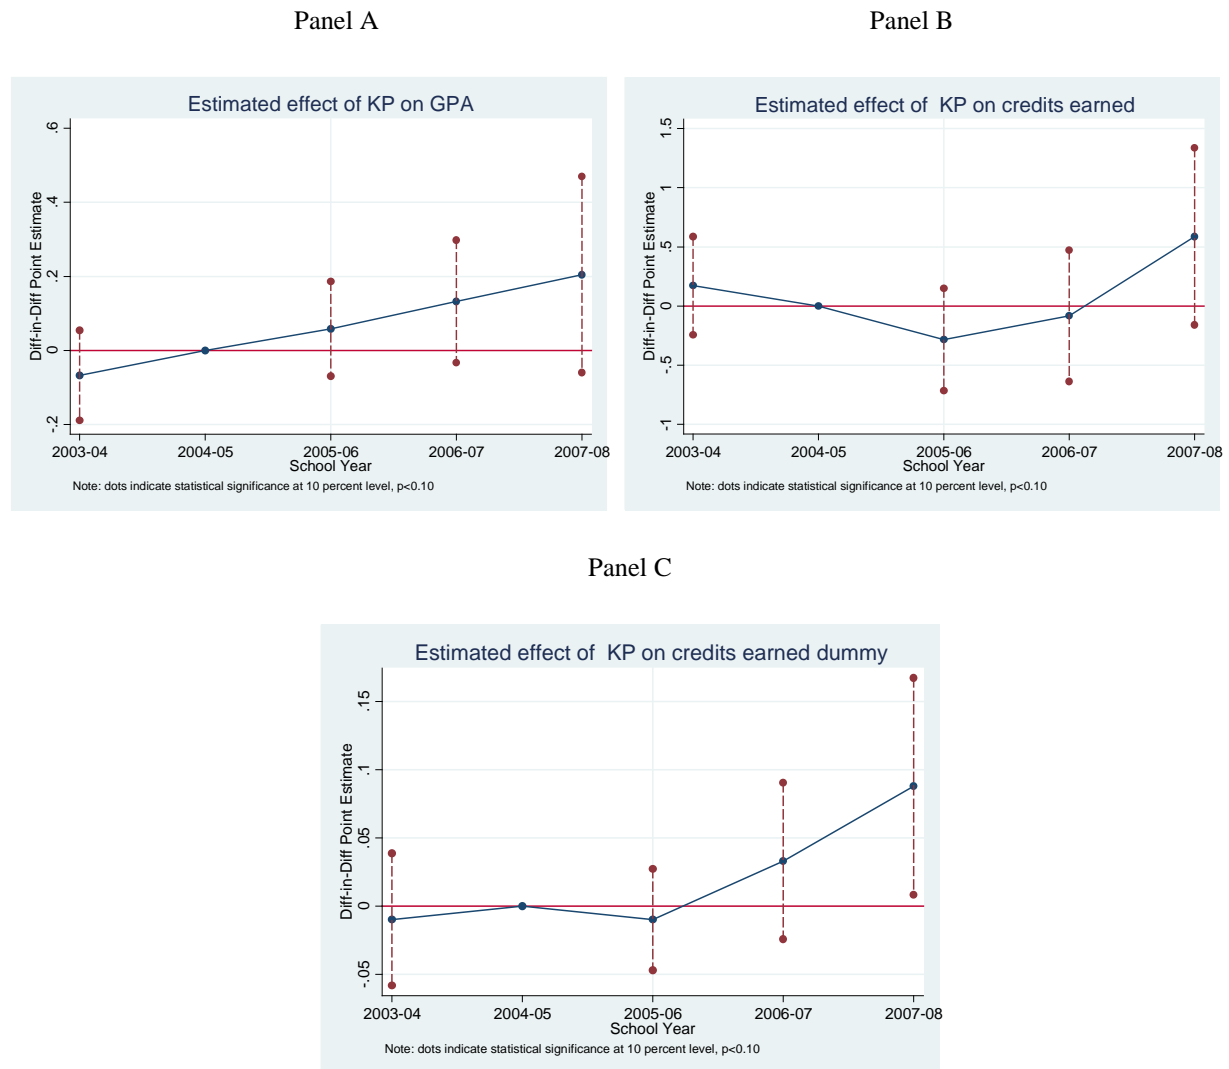 Panel A
Panel B
Estimated effect of KP on GPA
Diff-in-Diff Point Estimate
.6
.4
.2
0
-.2
2003-04 2004-05 2005-06 2006-07 2007-08
School Year
Note: dots indicate statistical significance at 10 percent level, p<0.10
Estimated effect of KP on credits earned
Diff-in-Diff Point Estimate
1.5
1
.5
0
-.5
-1
2003-04 2004-05 2005-06 2006-07 2007-08
School Year
Note: dots indicate statistical significance at 10 percent level, p<0.10
Panel C
Estimated effect of KP on credits earned dummy
Diff-in-Diff Point Estimate
.15
.1
.05
0
-.05
2003-04 2004-05 2005-06 2006-07 2007-08
School Year
Note: dots indicate statistical significance at 10 percent level, p<0.10